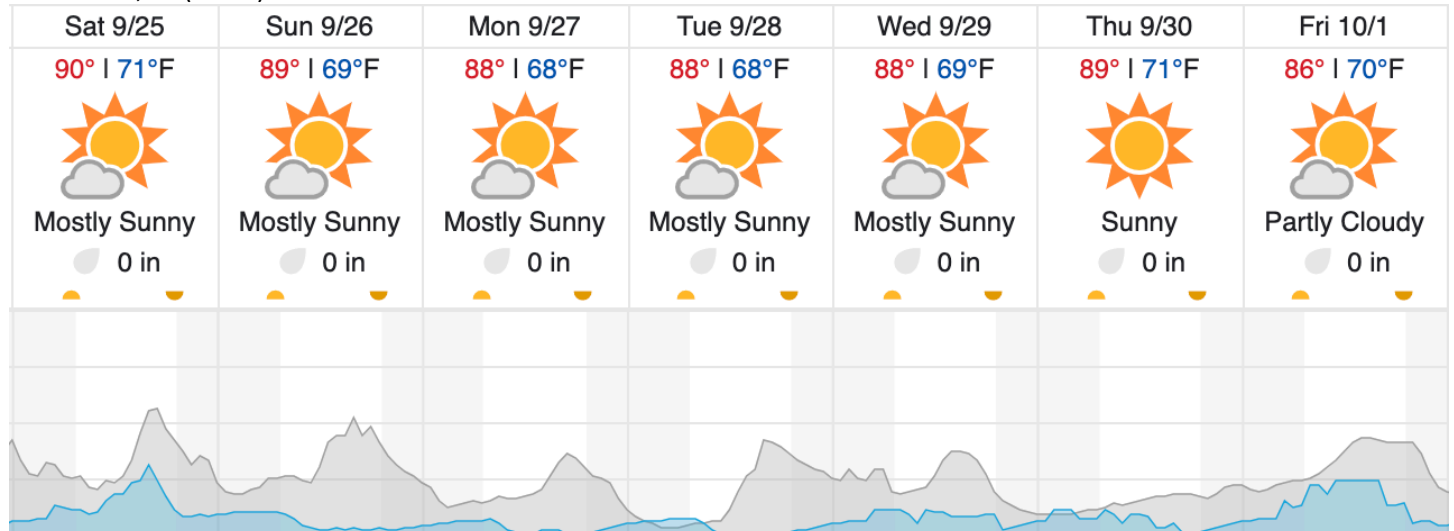 Sat 9/25 Sun 9/26 Mon 9/27 Tue 9/28 Wed 9/29 Thu 9/30 Fri 10/1
90° | 71°F 89° | 69°F 88° | 68°F 88° | 68°F 88° | 69°F 89° | 71°F 86° | 70°F
Mostly Sunny Mostly Sunny Mostly Sunny Mostly Sunny Mostly Sunny Sunny Partly Cloudy
0 in 0 in 0 in 0 in 0 in 0 in 0 in